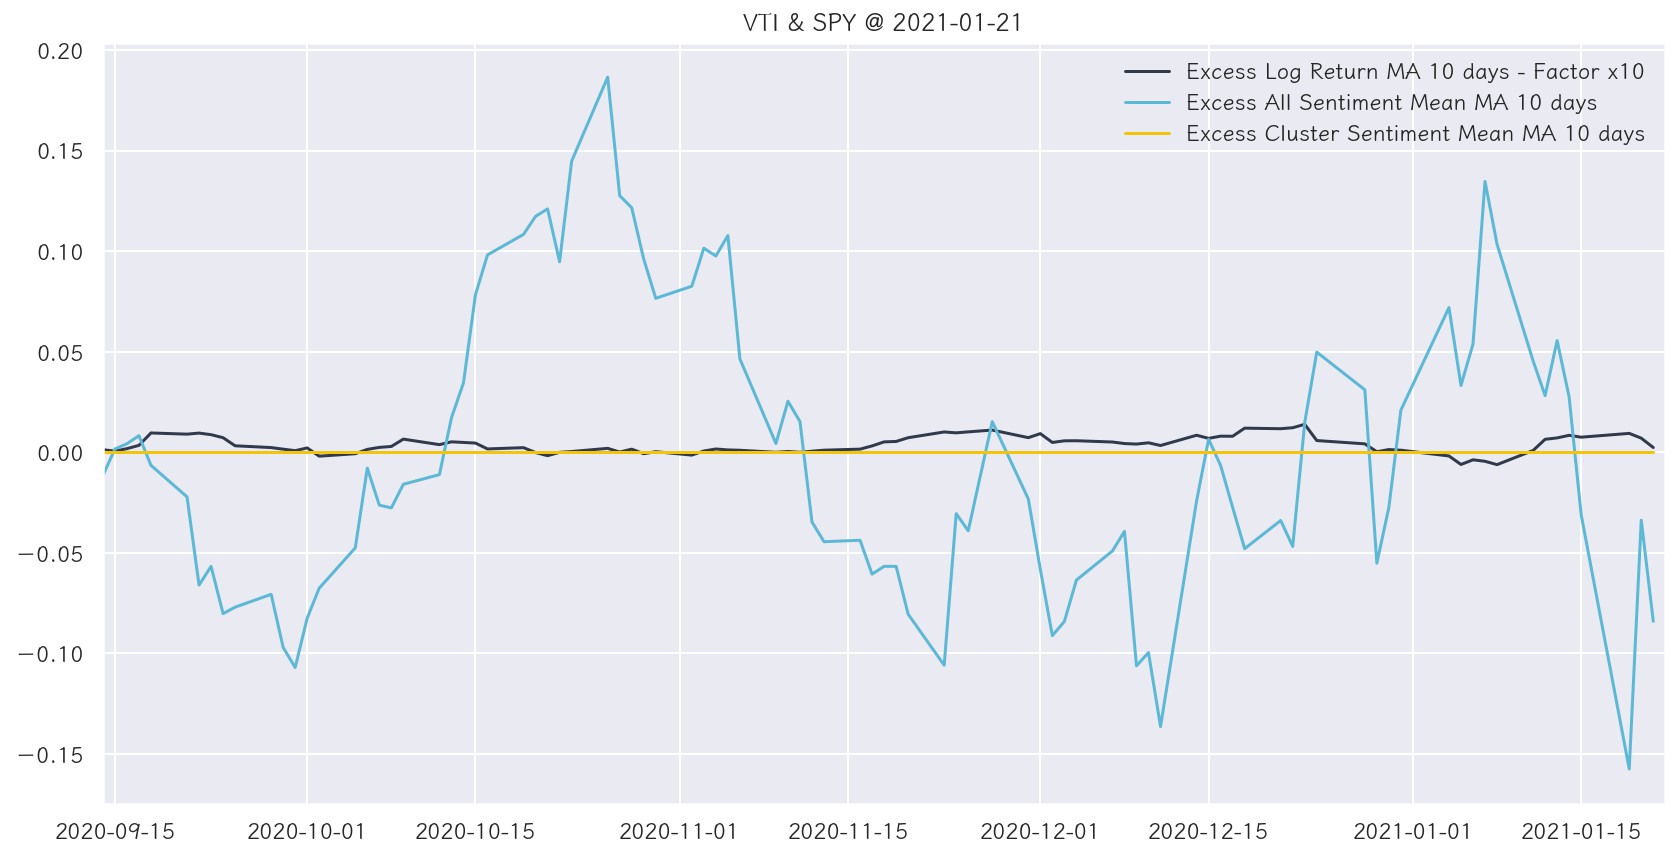 VTI & SPY @ 2021-01-21
Excess Log Return MA 10 days - Factor x10
Excess All Sentiment Mean MA 10 days
Excess Cluster Sentiment Mean MA 10 days
0.20
0.15
0.10
0.05
0.00
−0.05
−0.10
−0.15
2020-09-15 2020-10-01 2020-10-15 2020-11-01 2020-11-15 2020-12-01 2020-12-15 2021-01-01 2021-01-15